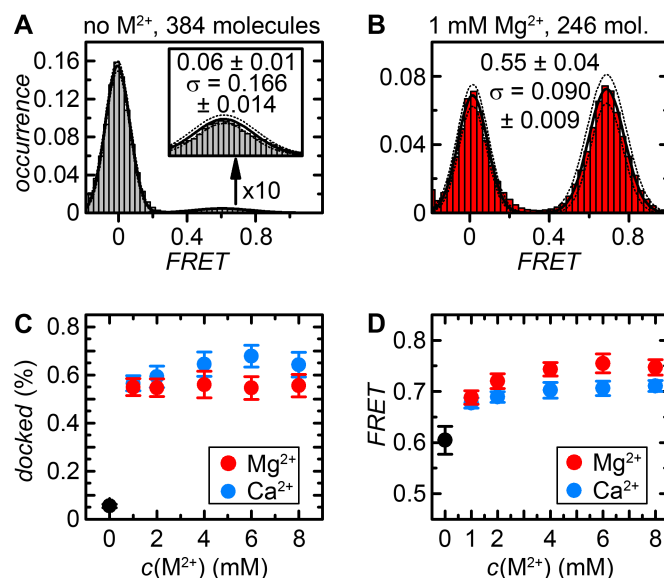 A no M²⁺, 384 molecules
0.16
0.12
0.08
0.04
0
occurrence
0.06 ± 0.01
σ = 0.166
± 0.014
x10
0 0.4 0.8
FRET
B 1 mM Mg²⁺, 246 mol.
0.08
0.04
0
0.55 ± 0.04
σ = 0.090
± 0.009
0 0.4 0.8
FRET
C
0.8
0.6
0.4
0.2
0
docked (%)
Mg²⁺
Ca²⁺
0 2 4 6 8
c(M²⁺) (mM)
D
0.8
0.7
0.6
0.5
FRET
Mg²⁺
Ca²⁺
0 1 2 4 6 8
c(M²⁺) (mM)